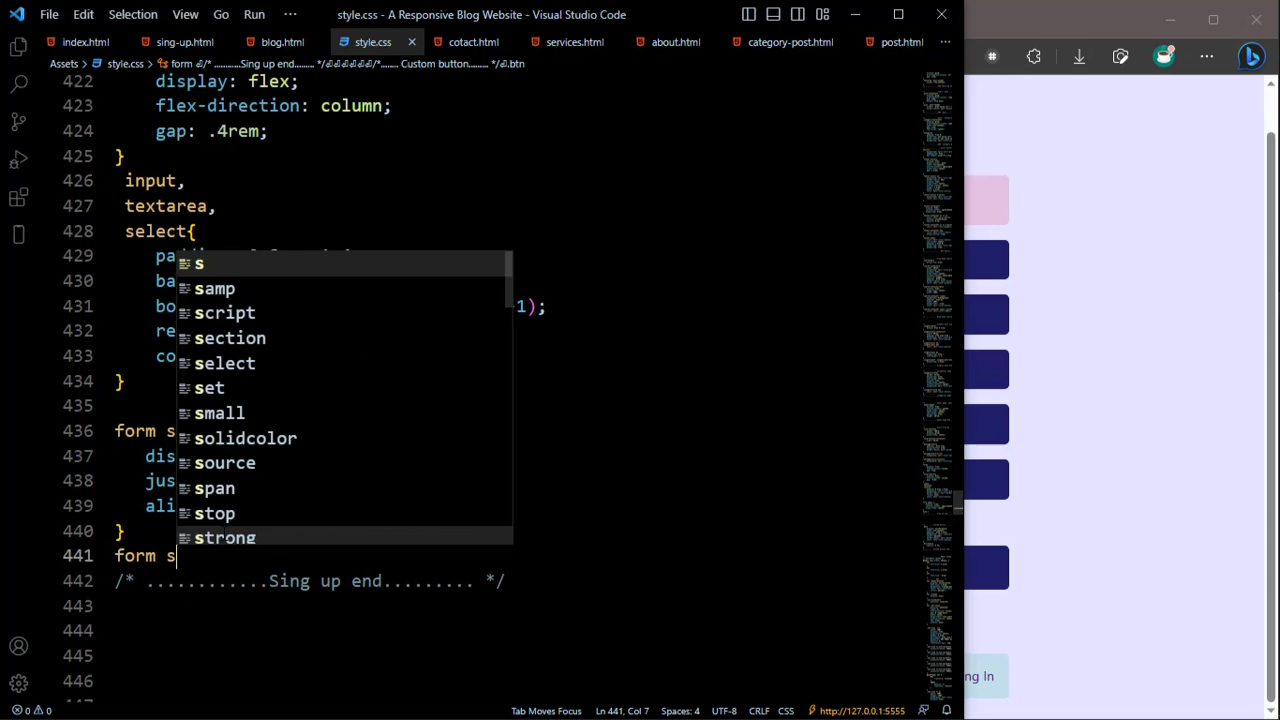 File Edit Selection View Go Run ··· style.css - A Responsive Blog Website - Visual Studio Code
index.html sing-up.html blog.html style.css cotact.html services.html about.html category-post.html post.html
Assets > style.css > form ⏎/* ............Sing up end......... */⏎⏎⏎⏎⏎⏎/*........ Custom button......*/⏎.btn
422 display: flex;
423 flex-direction: column;
424 gap: .4rem;
425 }
426 input,
427 textarea,
428 select{
429 pa
430 ba
431 bo 1);
432 re
433 co
434 }
435
436 form s
437 dis
438 jus
439 ali
440 }
441 form s
s
samp
script
section
select
set
small
solid-color
source
span
stop
strong
442 /* ............Sing up end......... */
443
444
445
446
ng In
0 0 Tab Moves Focus Ln 441, Col 7 Spaces: 4 UTF-8 CRLF CSS http://127.0.0.1:5555